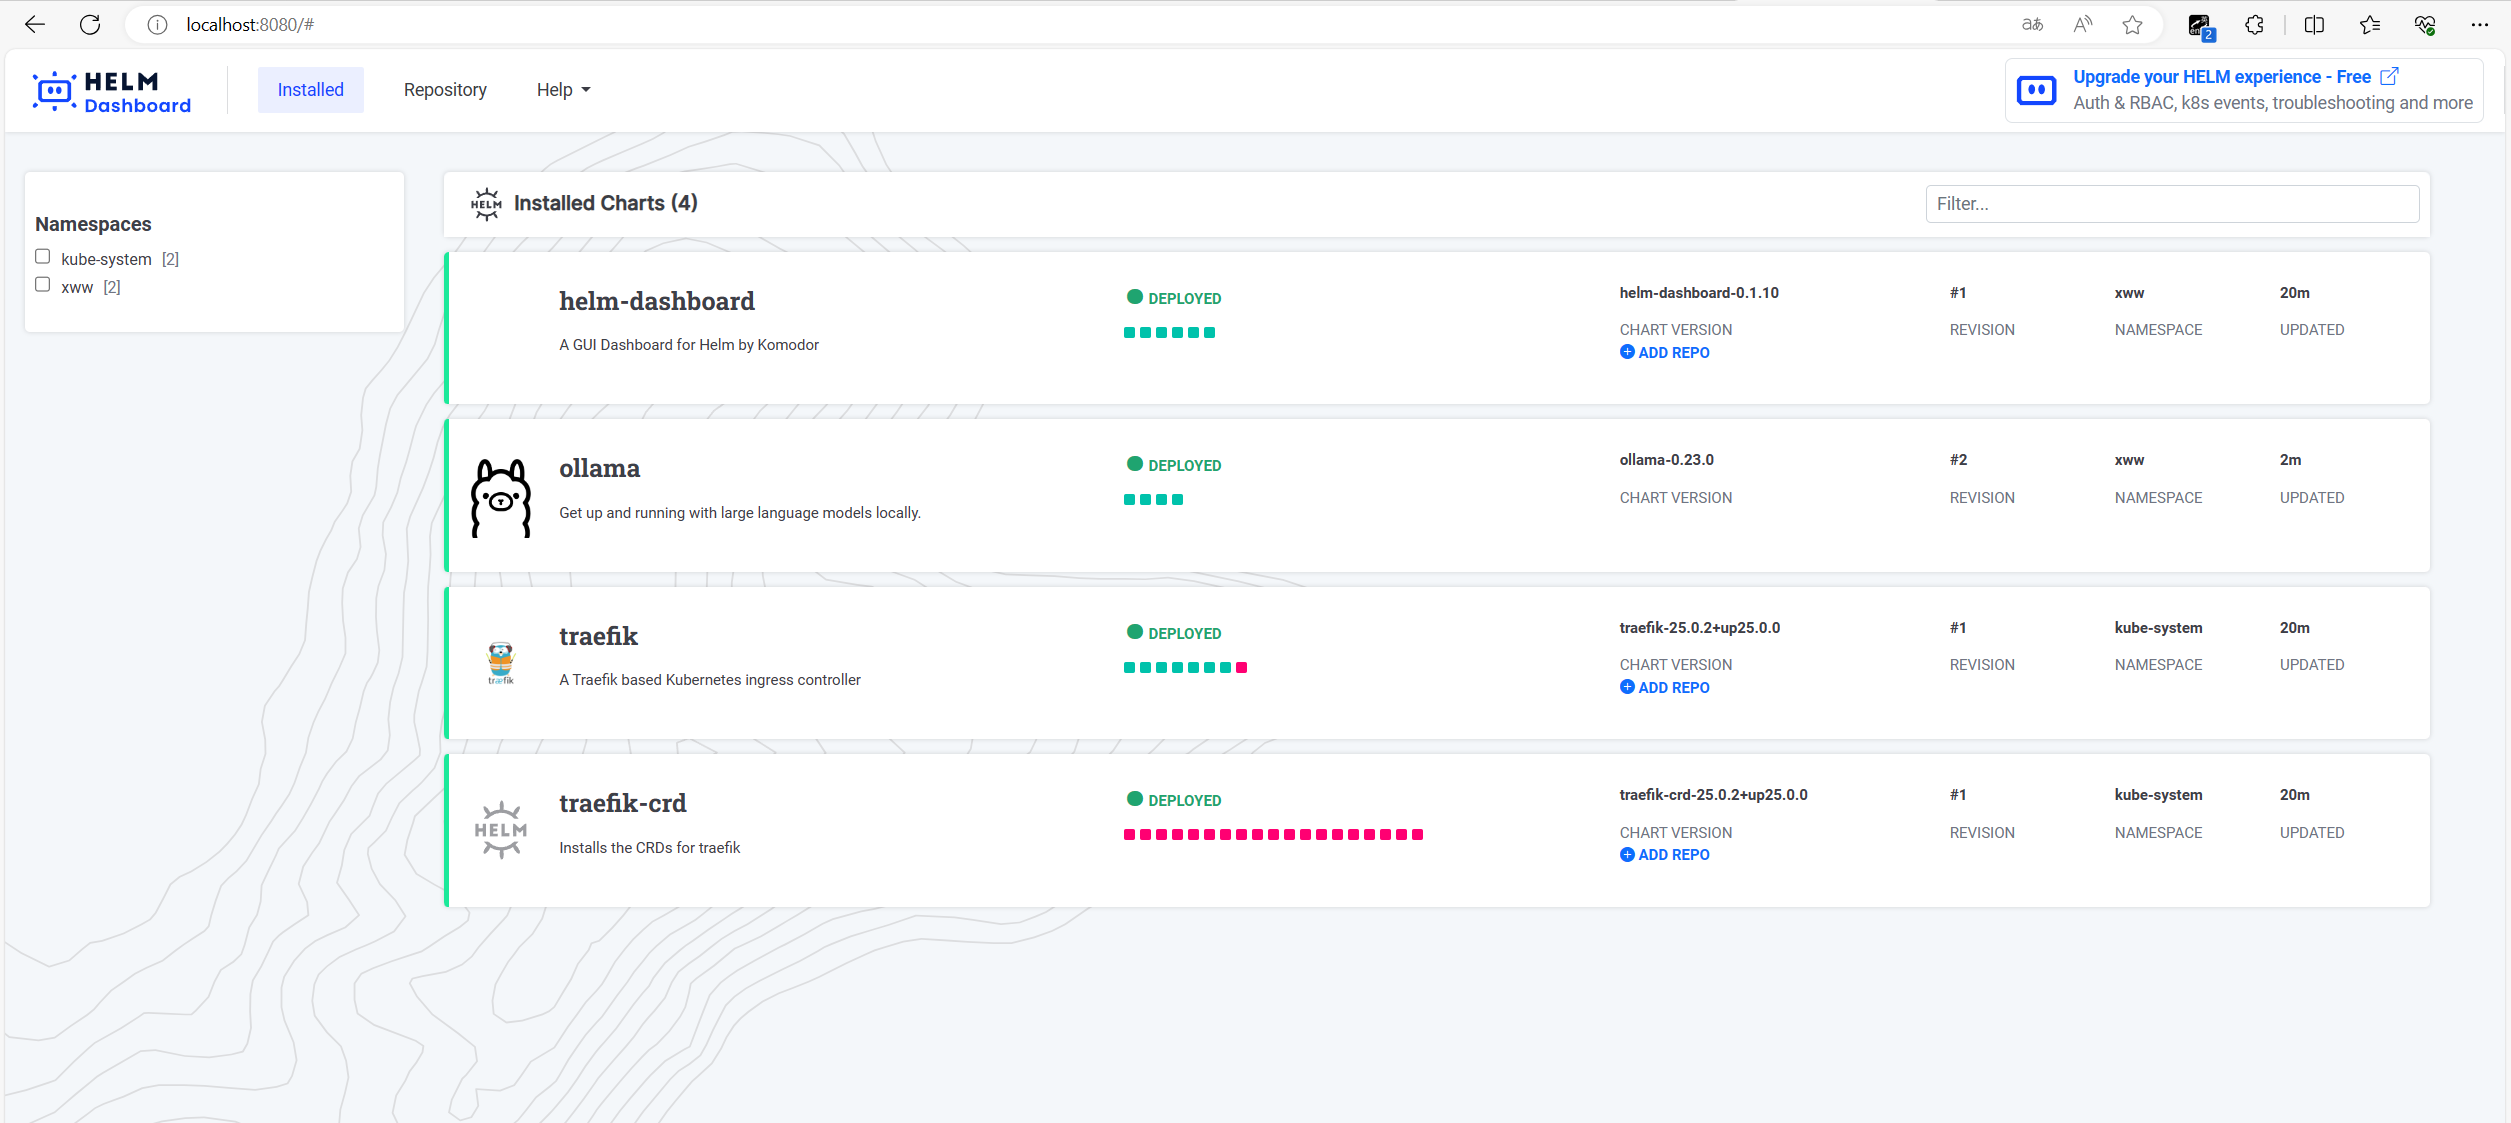 localhost:8080/#
HELM
Dashboard
Installed
Repository
Help
Upgrade your HELM experience - Free
Auth & RBAC, k8s events, troubleshooting and more
Namespaces
kube-system [2]
xww [2]
HELM
Installed Charts (4)
Filter...
helm-dashboard
A GUI Dashboard for Helm by Komodor
DEPLOYED
helm-dashboard-0.1.10
CHART VERSION
ADD REPO
#1
REVISION
xww
NAMESPACE
20m
UPDATED
ollama
Get up and running with large language models locally.
DEPLOYED
ollama-0.23.0
CHART VERSION
#2
REVISION
xww
NAMESPACE
2m
UPDATED
træfik
traefik
A Traefik based Kubernetes ingress controller
DEPLOYED
traefik-25.0.2+up25.0.0
CHART VERSION
ADD REPO
#1
REVISION
kube-system
NAMESPACE
20m
UPDATED
HELM
traefik-crd
Installs the CRDs for traefik
DEPLOYED
traefik-crd-25.0.2+up25.0.0
CHART VERSION
ADD REPO
#1
REVISION
kube-system
NAMESPACE
20m
UPDATED